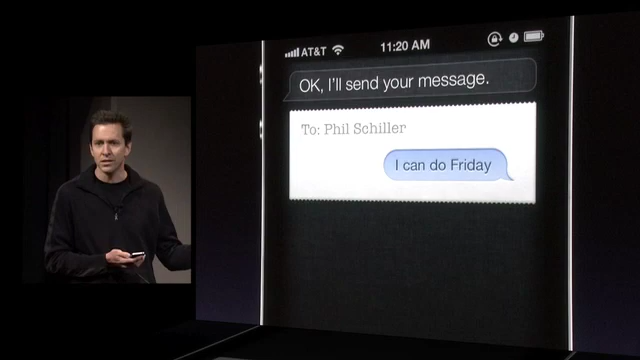 AT&T 11:20 AM
OK, I'll send your message.
To: Phil Schiller
I can do Friday